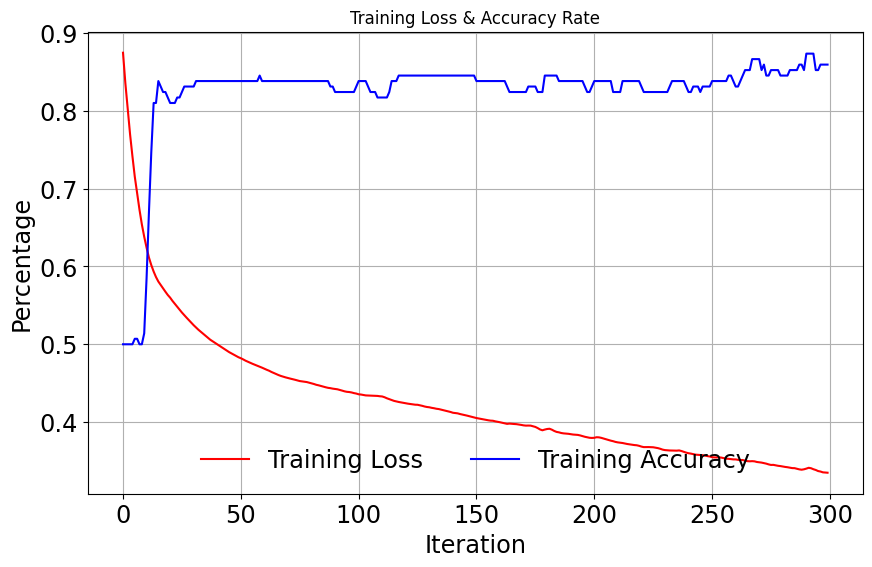 Training Loss & Accuracy Rate
0.9
0.8
0.7
0.6
0.5
0.4
Percentage
Training Loss Training Accuracy
0 50 100 150 200 250 300
Iteration